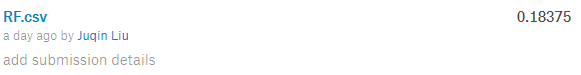 RF.csv 0.18375
a day ago by Juqin Liu
add submission details